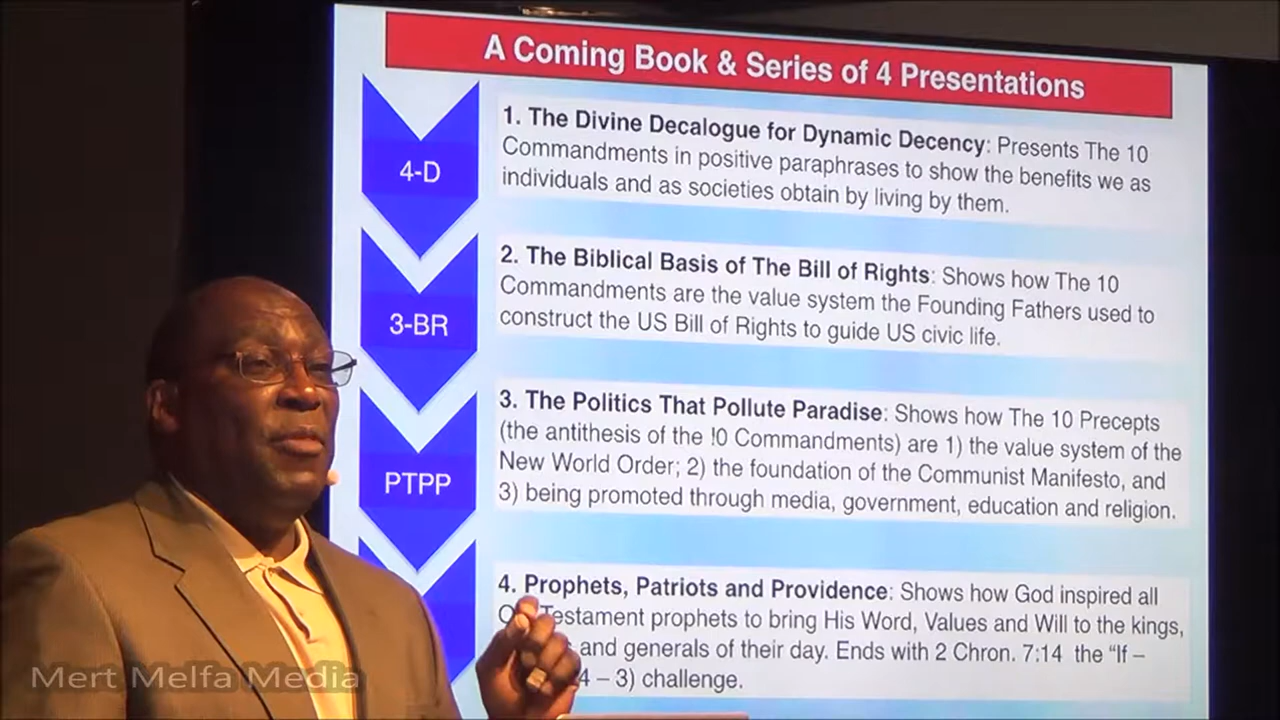 A Coming Book & Series of 4 Presentations
4-D
1. The Divine Decalogue for Dynamic Decency: Presents The 10
Commandments in positive paraphrases to show the benefits we as
individuals and as societies obtain by living by them.
3-BR
2. The Biblical Basis of The Bill of Rights: Shows how The 10
Commandments are the value system the Founding Fathers used to
construct the US Bill of Rights to guide US civic life.
PTPP
3. The Politics That Pollute Paradise: Shows how The 10 Precepts
(the antithesis of the !0 Commandments) are 1) the value system of the
New World Order; 2) the foundation of the Communist Manifesto, and
3) being promoted through media, government, education and religion.
4. Prophets, Patriots and Providence: Shows how God inspired all
Testament prophets to bring His Word, Values and Will to the kings,
and generals of their day. Ends with 2 Chron. 7:14 the “If –
4 – 3) challenge.
Mert Melfa Media